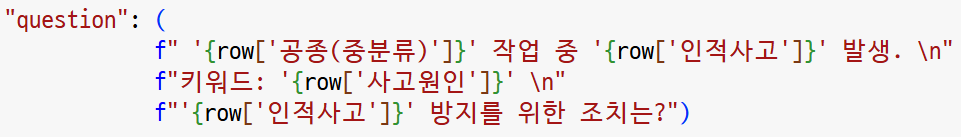 "question": (
f" '{row['공종(중분류)']}' 작업 중 '{row['인적사고']}' 발생. \n"
f"키워드: '{row['사고원인']}' \n"
f"'{row['인적사고']}' 방지를 위한 조치는?")